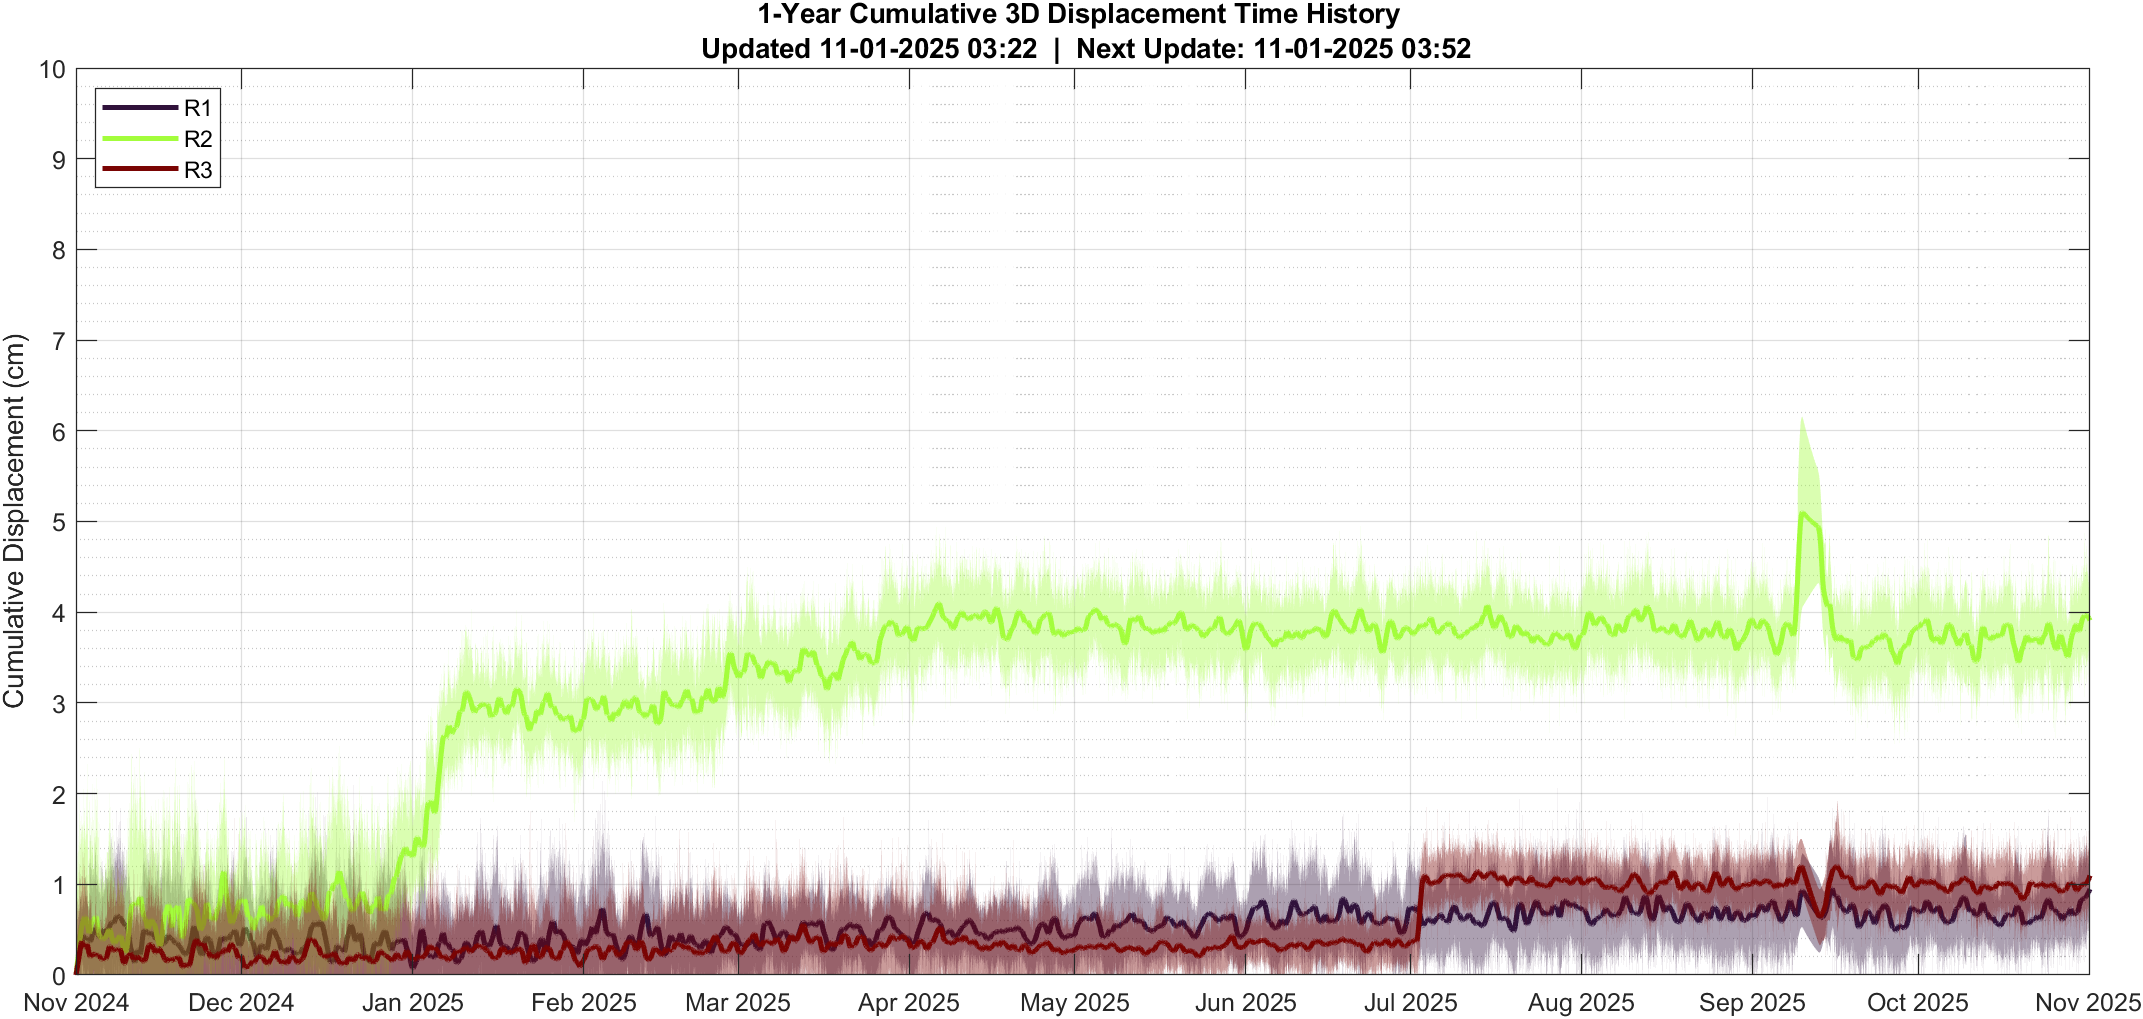 1-Year Cumulative 3D Displacement Time History
Updated 11-01-2025 03:22 | Next Update: 11-01-2025 03:52
R1
R2
R3
Cumulative Displacement (cm)
10
9
8
7
6
5
4
3
2
1
0
Nov 2024 Dec 2024 Jan 2025 Feb 2025 Mar 2025 Apr 2025 May 2025 Jun 2025 Jul 2025 Aug 2025 Sep 2025 Oct 2025 Nov 2025